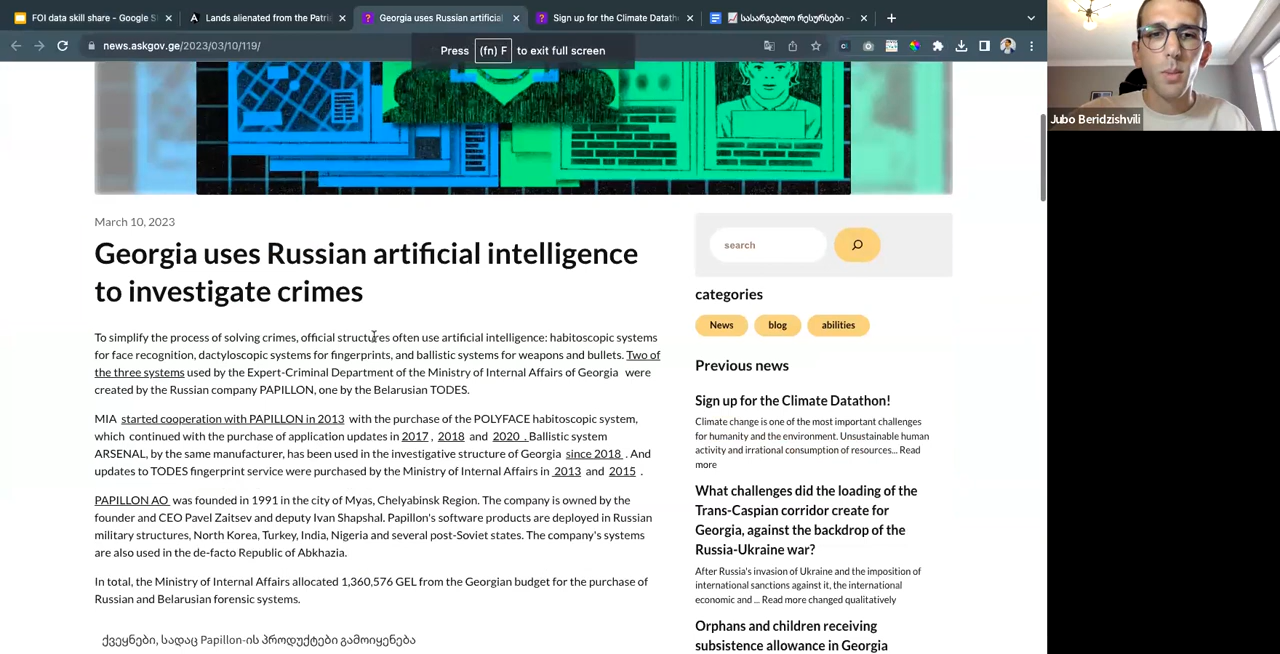 FOI data skill share - Google S
Lands alienated from the Patri
Georgia uses Russian artificial
Sign up for the Climate Datath
სასარგებლო რესურსები -
news.askgov.ge/2023/03/10/119/
Press (fn) F to exit full screen
Jubo Beridzishvili
March 10, 2023
Georgia uses Russian artificial intelligence
to investigate crimes
To simplify the process of solving crimes, official structures often use artificial intelligence: habitoscopic systems
for face recognition, dactyloscopic systems for fingerprints, and ballistic systems for weapons and bullets. Two of
the three systems used by the Expert-Criminal Department of the Ministry of Internal Affairs of Georgia were
created by the Russian company PAPILLON, one by the Belarusian TODES.
MIA started cooperation with PAPILLON in 2013 with the purchase of the POLYFACE habitoscopic system,
which continued with the purchase of application updates in 2017 , 2018 and 2020 . Ballistic system
ARSENAL, by the same manufacturer, has been used in the investigative structure of Georgia since 2018 . And
updates to TODES fingerprint service were purchased by the Ministry of Internal Affairs in 2013 and 2015 .
PAPILLON AO was founded in 1991 in the city of Myas, Chelyabinsk Region. The company is owned by the
founder and CEO Pavel Zaitsev and deputy Ivan Shapshal. Papillon's software products are deployed in Russian
military structures, North Korea, Turkey, India, Nigeria and several post-Soviet states. The company's systems
are also used in the de-facto Republic of Abkhazia.
In total, the Ministry of Internal Affairs allocated 1,360,576 GEL from the Georgian budget for the purchase of
Russian and Belarusian forensic systems.
ქვეყნები, სადაც Papillon-ის პროდუქტები გამოიყენება
search
categories
News
blog
abilities
Previous news
Sign up for the Climate Datathon!
Climate change is one of the most important challenges
for humanity and the environment. Unsustainable human
activity and irrational consumption of resources... Read
more
What challenges did the loading of the
Trans-Caspian corridor create for
Georgia, against the backdrop of the
Russia-Ukraine war?
After Russia's invasion of Ukraine and the imposition of
international sanctions against it, the international
economic and ... Read more changed qualitatively
Orphans and children receiving
subsistence allowance in Georgia